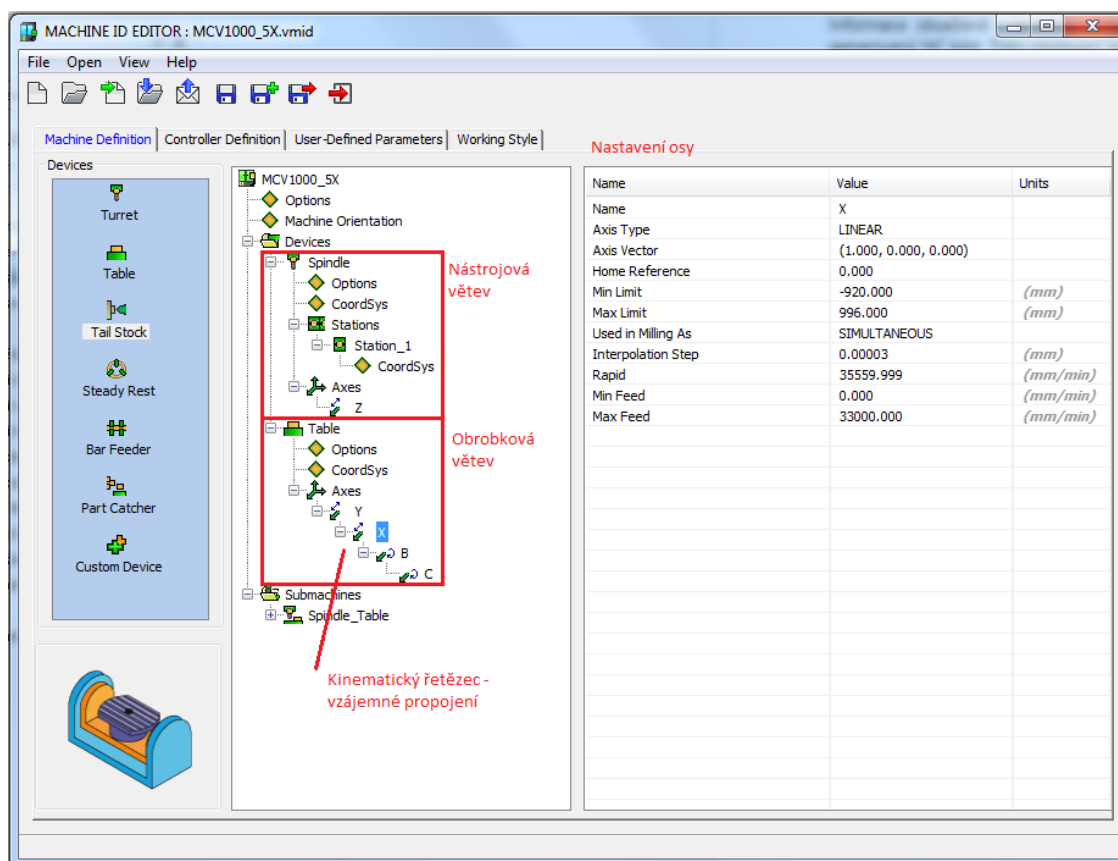 MACHINE ID EDITOR : MCV1000_5X.vmid
File Open View Help
Machine Definition Controller Definition User-Defined Parameters Working Style
Nastavení osy
Devices
Turret
Table
Tail Stock
Steady Rest
Bar Feeder
Part Catcher
Custom Device
MCV1000_5X
Options
Machine Orientation
Devices
Spindle
Options
CoordSys
Stations
Station_1
CoordSys
Axes
Z
Table
Options
CoordSys
Axes
Y
X
B
C
Submachines
Spindle_Table
Nástrojová
větev
Obrobková
větev
Kinematický řetězec -
vzájemné propojení
Name Value Units
Name X
Axis Type LINEAR
Axis Vector (1.000, 0.000, 0.000)
Home Reference 0.000
Min Limit -920.000 (mm)
Max Limit 996.000 (mm)
Used in Milling As SIMULTANEOUS
Interpolation Step 0.00003 (mm)
Rapid 35559.999 (mm/min)
Min Feed 0.000 (mm/min)
Max Feed 33000.000 (mm/min)